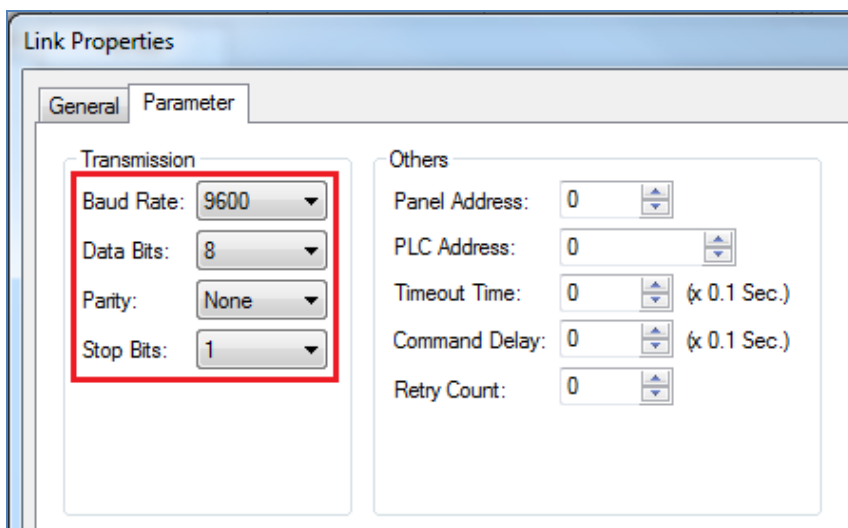 Link Properties
General Parameter
Transmission
Baud Rate: 9600
Data Bits: 8
Parity: None
Stop Bits: 1
Others
Panel Address: 0
PLC Address: 0
Timeout Time: 0 (x 0.1 Sec.)
Command Delay: 0 (x 0.1 Sec.)
Retry Count: 0